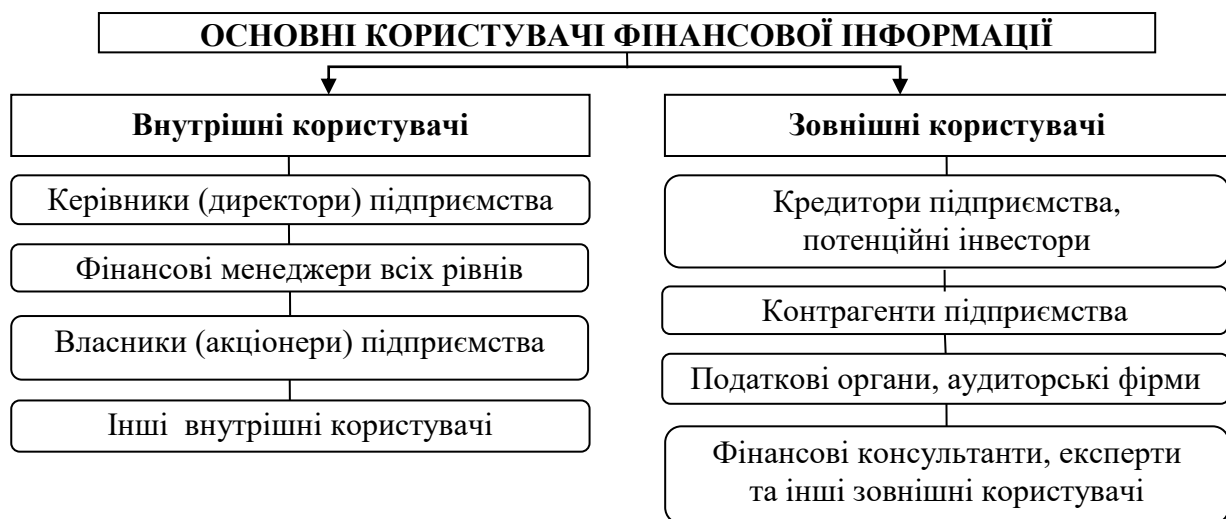 ОСНОВНІ КОРИСТУВАЧІ ФІНАНСОВОЇ ІНФОРМАЦІЇ
Внутрішні користувачі
Керівники (директори) підприємства
Фінансові менеджери всіх рівнів
Власники (акціонери) підприємства
Інші внутрішні користувачі
Зовнішні користувачі
Кредитори підприємства,
потенційні інвестори
Контрагенти підприємства
Податкові органи, аудиторські фірми
Фінансові консультанти, експерти
та інші зовнішні користувачі